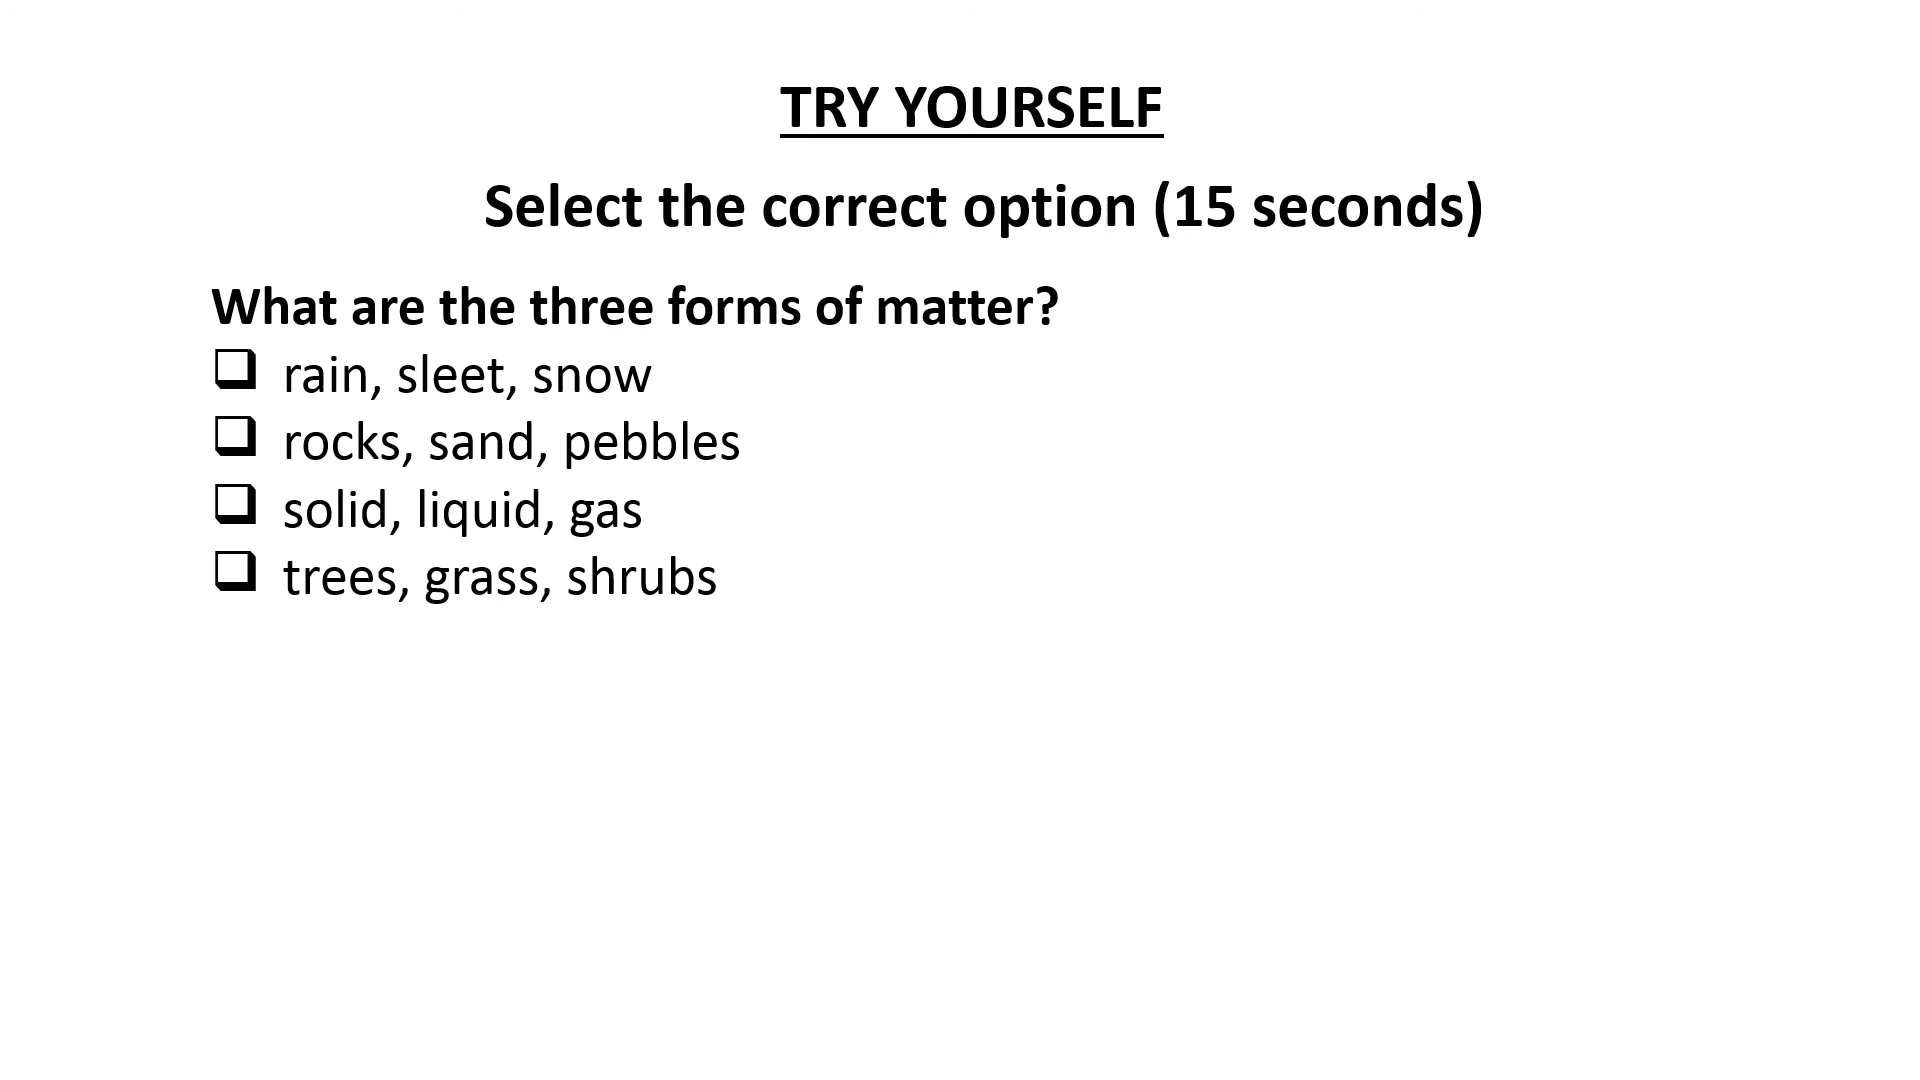 TRY YOURSELF
Select the correct option (15 seconds)
What are the three forms of matter?
❑ rain, sleet, snow
❑ rocks, sand, pebbles
❑ solid, liquid, gas
❑ trees, grass, shrubs